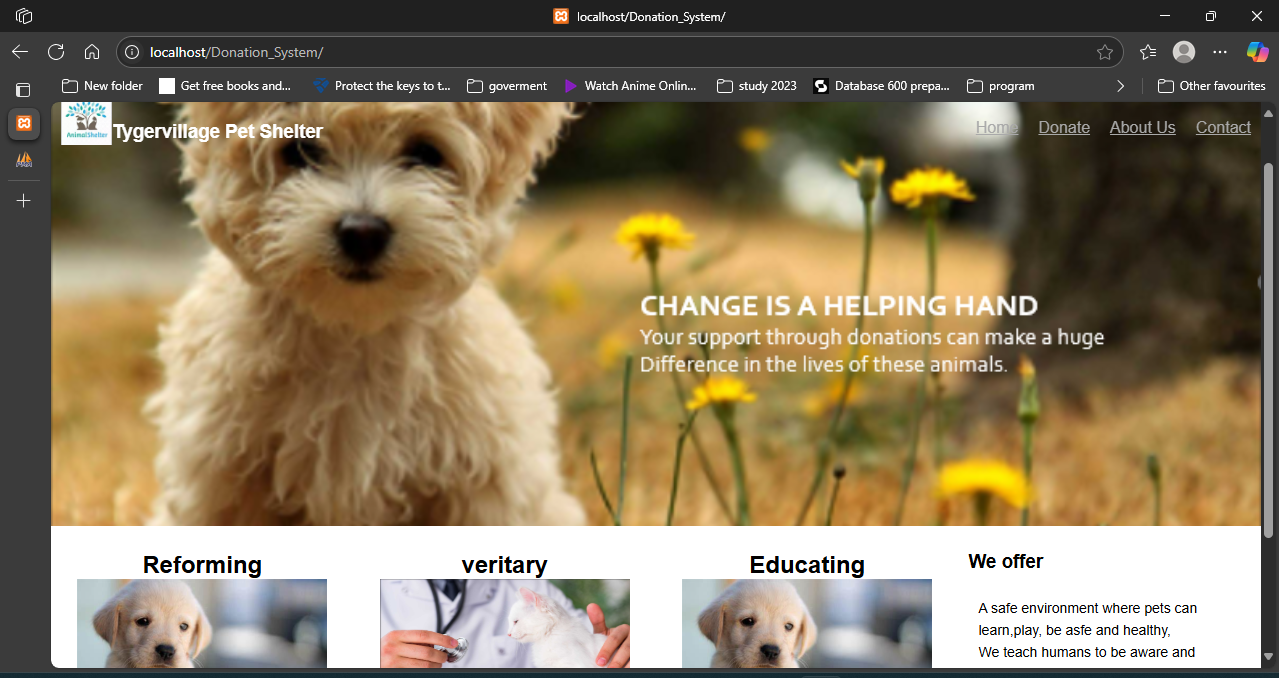 localhost/Donation_System/
localhost/Donation_System/
New folder
Get free books and...
Protect the keys to t...
goverment
Watch Anime Onlin...
study 2023
Database 600 prepa...
program
Other favourites
AnimalShelter
Tygervillage Pet Shelter
Home
Donate
About Us
Contact
CHANGE IS A HELPING HAND
Your support through donations can make a huge
Difference in the lives of these animals.
Reforming
veritary
Educating
We offer
A safe environment where pets can
learn,play, be asfe and healthy,
We teach humans to be aware and